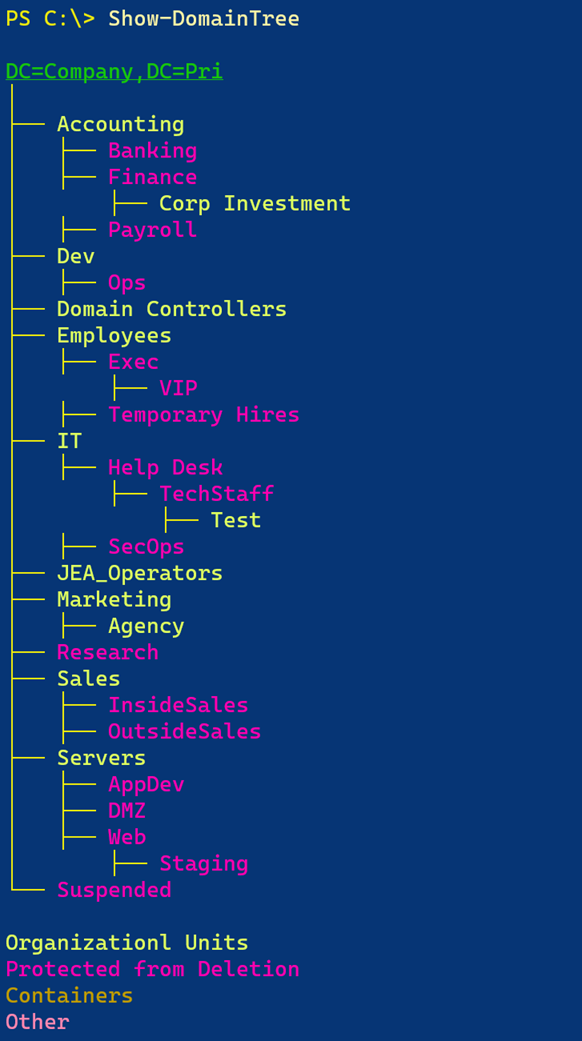 PS C:\> Show-DomainTree
DC=Company,DC=Pri
Accounting
Banking
Finance
Corp Investment
Payroll
Dev
Ops
Domain Controllers
Employees
Exec
VIP
Temporary Hires
IT
Help Desk
TechStaff
Test
SecOps
JEA_Operators
Marketing
Agency
Research
Sales
InsideSales
OutsideSales
Servers
AppDev
DMZ
Web
Staging
Suspended
Organizationl Units
Protected from Deletion
Containers
Other